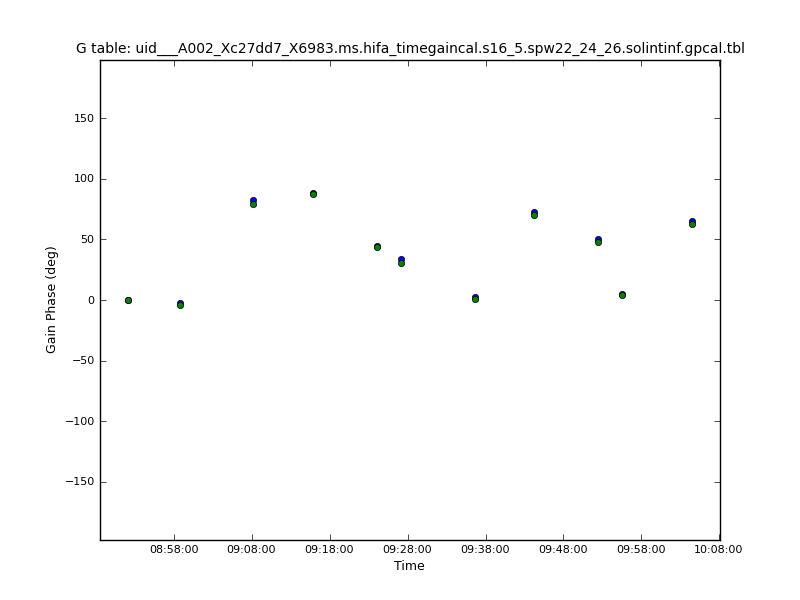 G table: uid___A002_Xc27dd7_X6983.ms.hifa_timegaincal.s16_5.spw22_24_26.solintinf.gpcal.tbl
150
100
50
0
−50
−100
−150
Gain Phase (deg)
08:58:00 09:08:00 09:18:00 09:28:00 09:38:00 09:48:00 09:58:00 10:08:00
Time